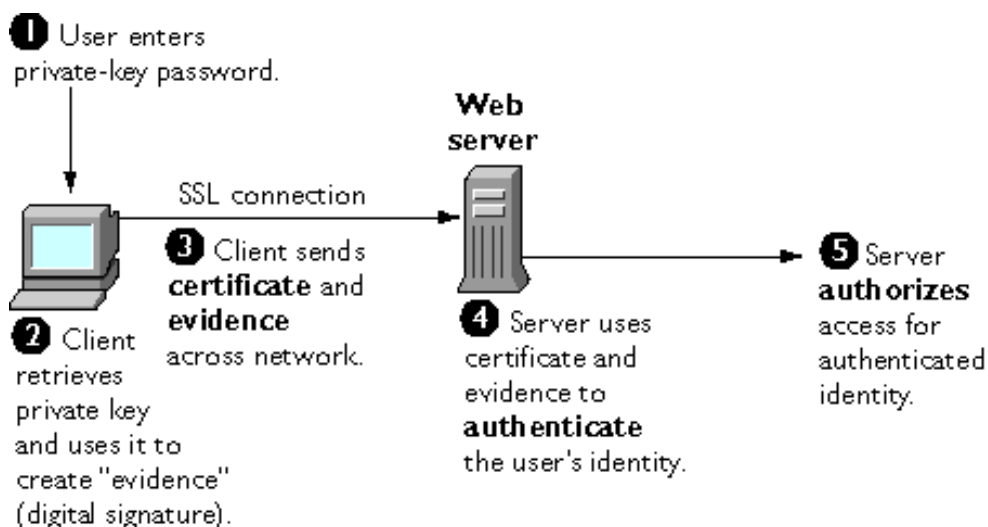 1 User enters
private-key password.
Web
server
SSL connection
3 Client sends
certificate and
evidence
across network.
2 Client
retrieves
private key
and uses it to
create "evidence"
(digital signature).
4 Server uses
certificate and
evidence to
authenticate
the user's identity.
5 Server
authorizes
access for
authenticated
identity.